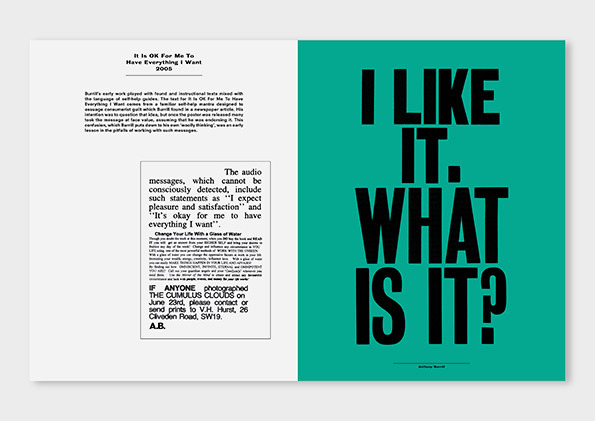 It Is OK For Me To
Have Everything I Want
2005
Burrill's early work played with found and instructional texts mixed with
the language of self-help guides. The text for It Is OK For Me To Have
Everything I Want comes from a familiar self-help mantra designed to
assuage consumerist guilt which Burrill found in a newspaper article. His
intention was to question that idea, but once the poster was released many
took the message at face value, assuming that he was endorsing it. This
confusion, which Burrill puts down to his own 'woolly thinking', was an early
lesson in the pitfalls of working with such messages.
The audio
messages, which cannot be
consciously detected, include
such statements as "I expect
pleasure and satisfaction" and
"It's okay for me to have
everything I want".
Change Your Life With a Glass of Water
IF ANYONE photographed
THE CUMULUS CLOUDS on
June 23rd, please contact or
send prints to V.H. Hurst, 26
Cliveden Road, SW19.
A.B.
I LIKE
IT.
WHAT
IS IT?
Anthony Burrill